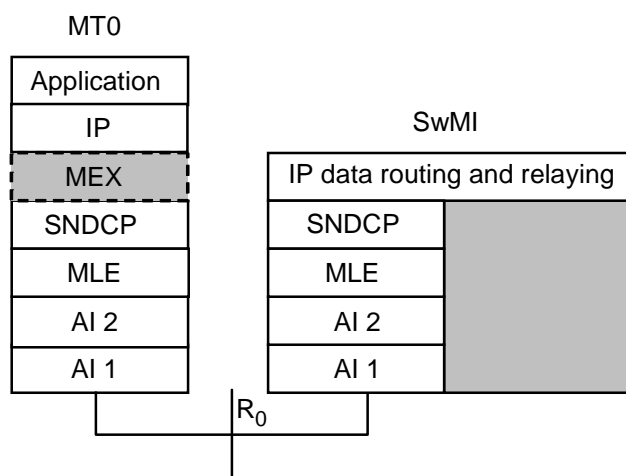 MT0
Application
IP
MEX
SNDCP
MLE
AI 2
AI 1
SwMI
IP data routing and relaying
SNDCP
MLE
AI 2
AI 1
R0